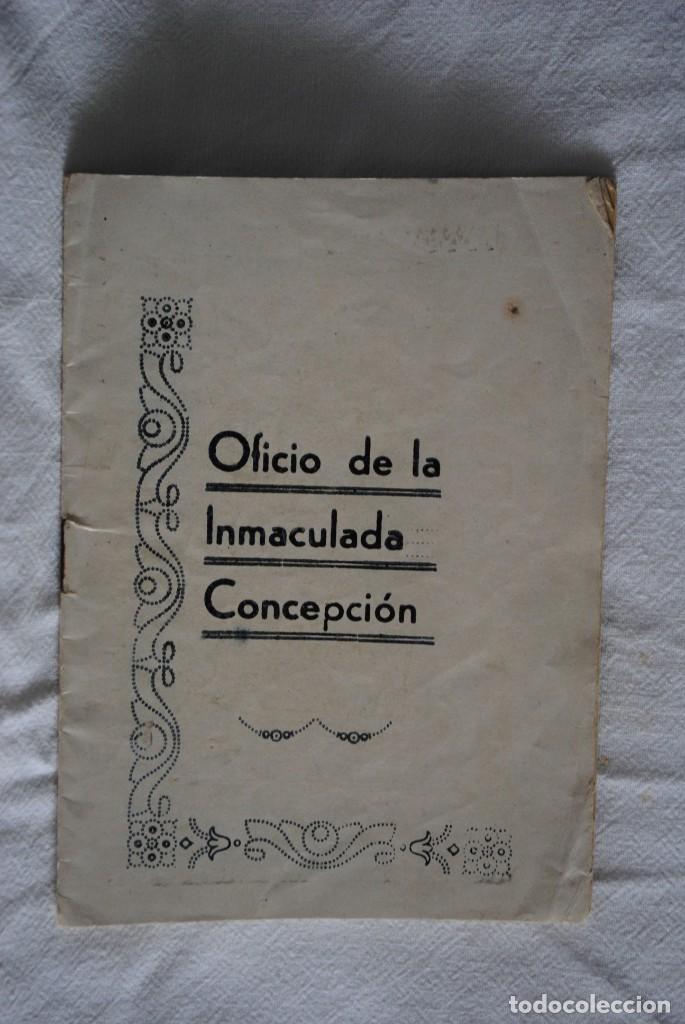 Oficio de la
Inmaculada
Concepción
todocoleccion